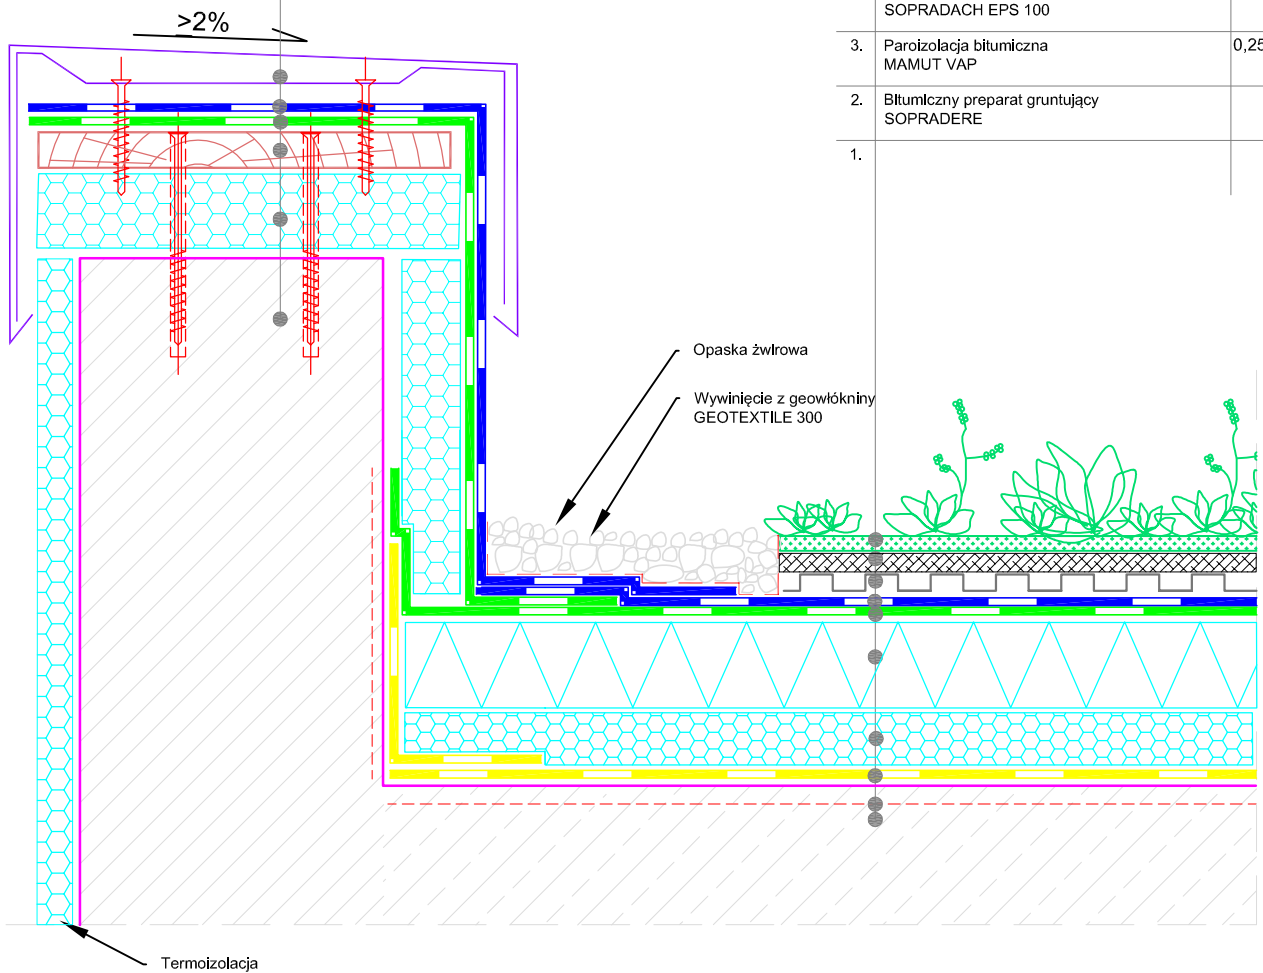 >2%
SOPRADACH EPS 100
3. Paroizolacja bitumiczna 0,25
MAMUT VAP
2. Bitumiczny preparat gruntujący
SOPRADERE
1.
Opaska żwirowa
Wywinięcie z geowłókniny
GEOTEXTILE 300
Termoizolacja